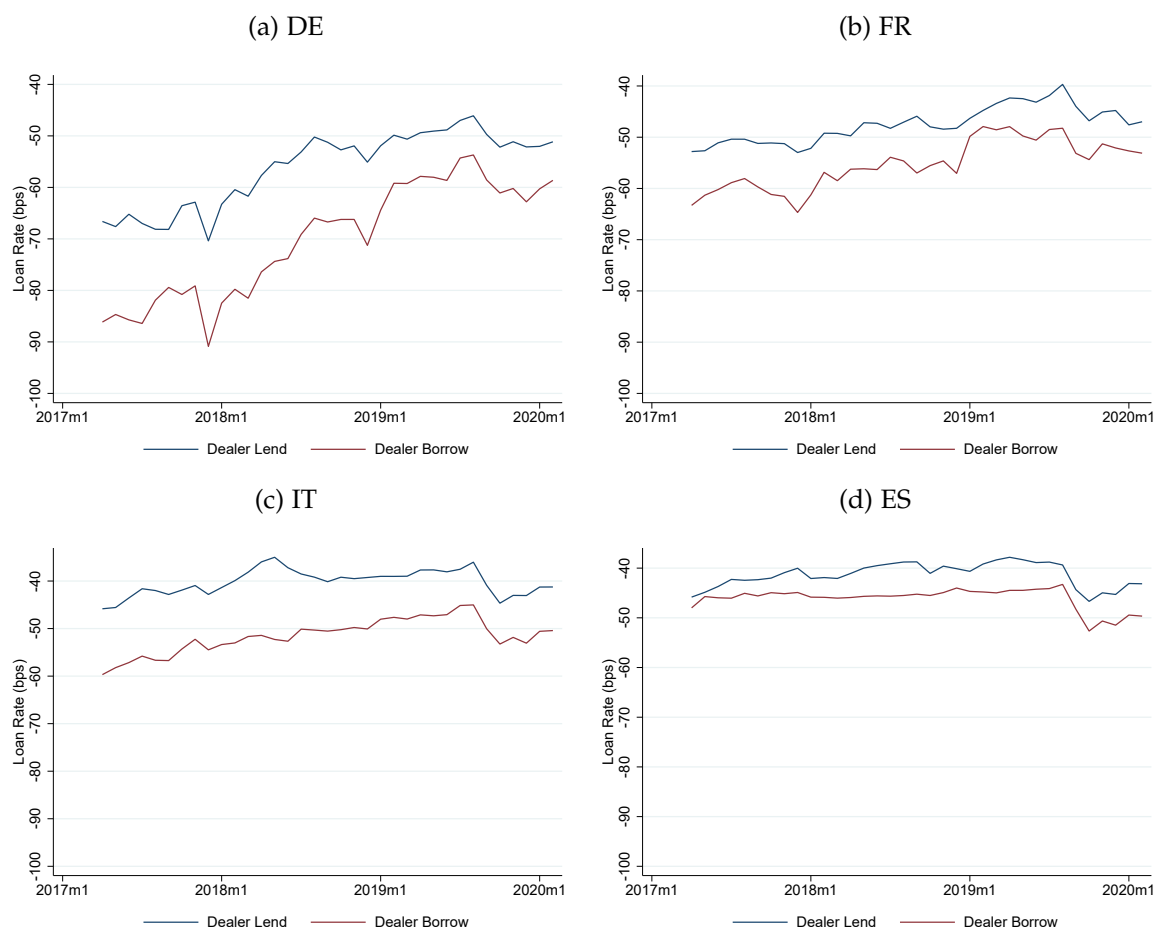 (a) DE
Loan Rate (bps)
-40
-50
-60
-70
-80
-90
-100
2017m1 2018m1 2019m1 2020m1
Dealer Lend Dealer Borrow
(b) FR
Loan Rate (bps)
-40
-50
-60
-70
-80
-90
-100
2017m1 2018m1 2019m1 2020m1
Dealer Lend Dealer Borrow
(c) IT
Loan Rate (bps)
-40
-50
-60
-70
-80
-90
-100
2017m1 2018m1 2019m1 2020m1
Dealer Lend Dealer Borrow
(d) ES
Loan Rate (bps)
-40
-50
-60
-70
-80
-90
-100
2017m1 2018m1 2019m1 2020m1
Dealer Lend Dealer Borrow